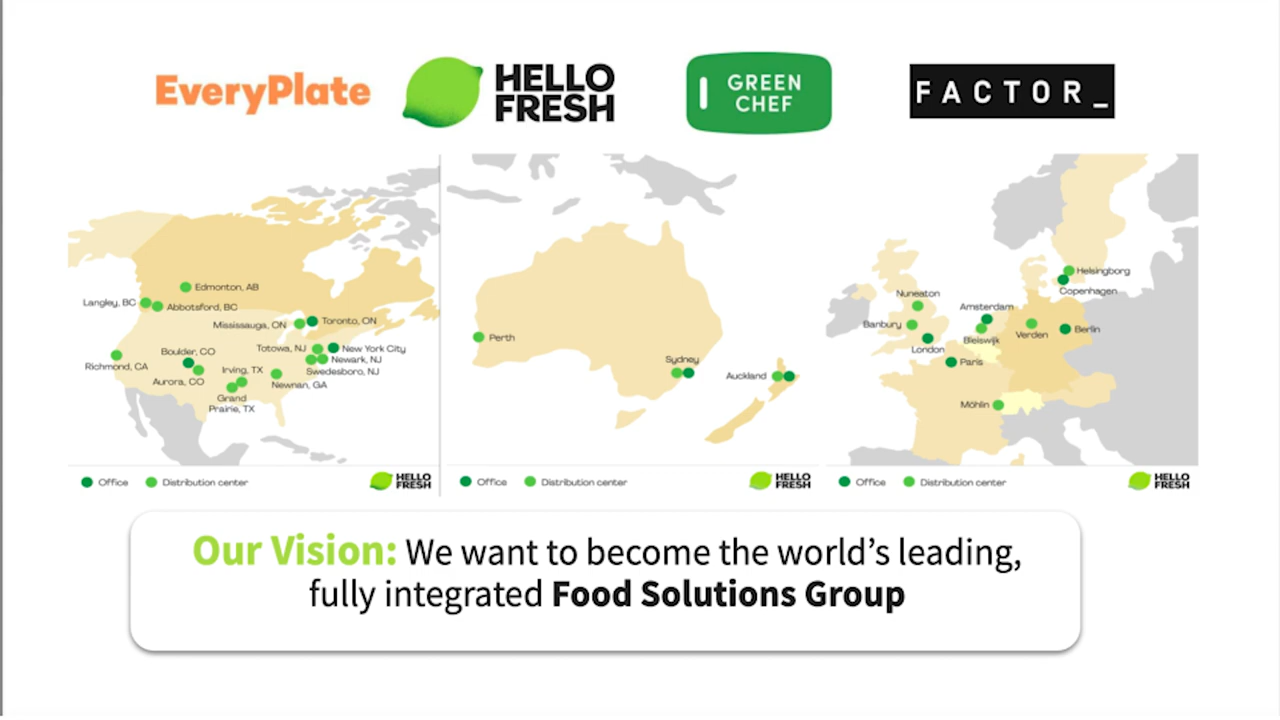 EveryPlate
HELLO
FRESH
GREEN
CHEF
FACTOR_
Edmonton, AB
Langley, BC
Abbotsford, BC
Mississauga, ON
Toronto, ON
Totowa, NJ
New York City
Newark, NJ
Swedesboro, NJ
Boulder, CO
Richmond, CA
Aurora, CO
Irving, TX
Newnan, GA
Grand
Prairie, TX
Office
Distribution center
HELLO
FRESH
Perth
Sydney
Auckland
Office
Distribution center
HELLO
FRESH
Helsingborg
Copenhagen
Nuneaton
Amsterdam
Banbury
Verden
Berlin
Bleiswijk
London
Paris
Möhlin
Office
Distribution center
HELLO
FRESH
Our Vision: We want to become the world’s leading,
fully integrated Food Solutions Group